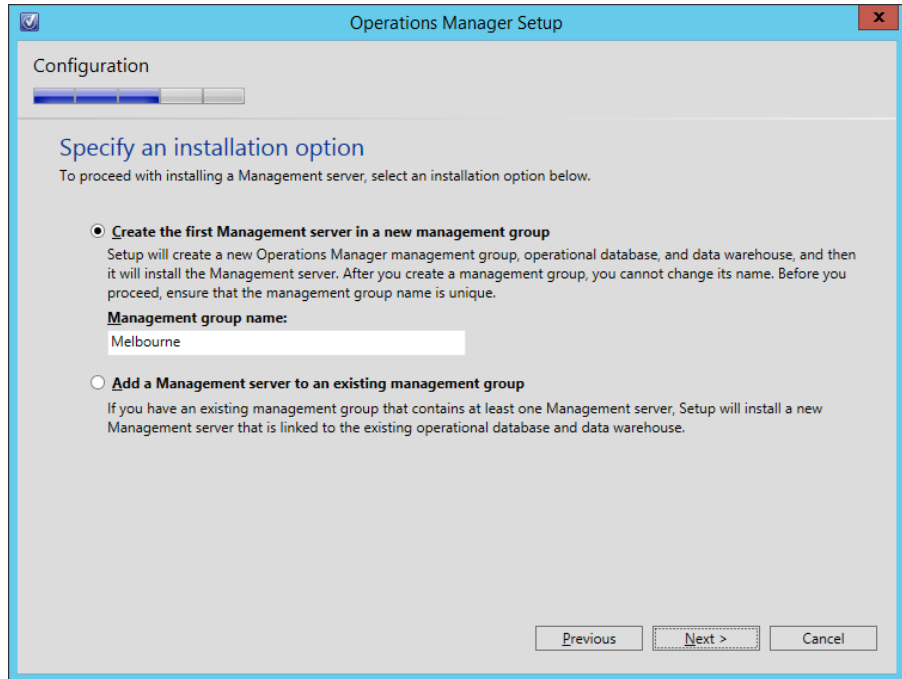 Operations Manager Setup
x
Configuration
Specify an installation option
To proceed with installing a Management server, select an installation option below.
Create the first Management server in a new management group
Setup will create a new Operations Manager management group, operational database, and data warehouse, and then
it will install the Management server. After you create a management group, you cannot change its name. Before you
proceed, ensure that the management group name is unique.
Management group name:
Melbourne
Add a Management server to an existing management group
If you have an existing management group that contains at least one Management server, Setup will install a new
Management server that is linked to the existing operational database and data warehouse.
Previous Next > Cancel